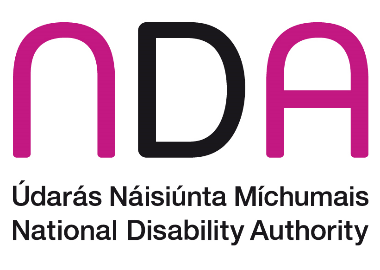 NDA
Údarás Náisiúnta Míchumais
National Disability Authority